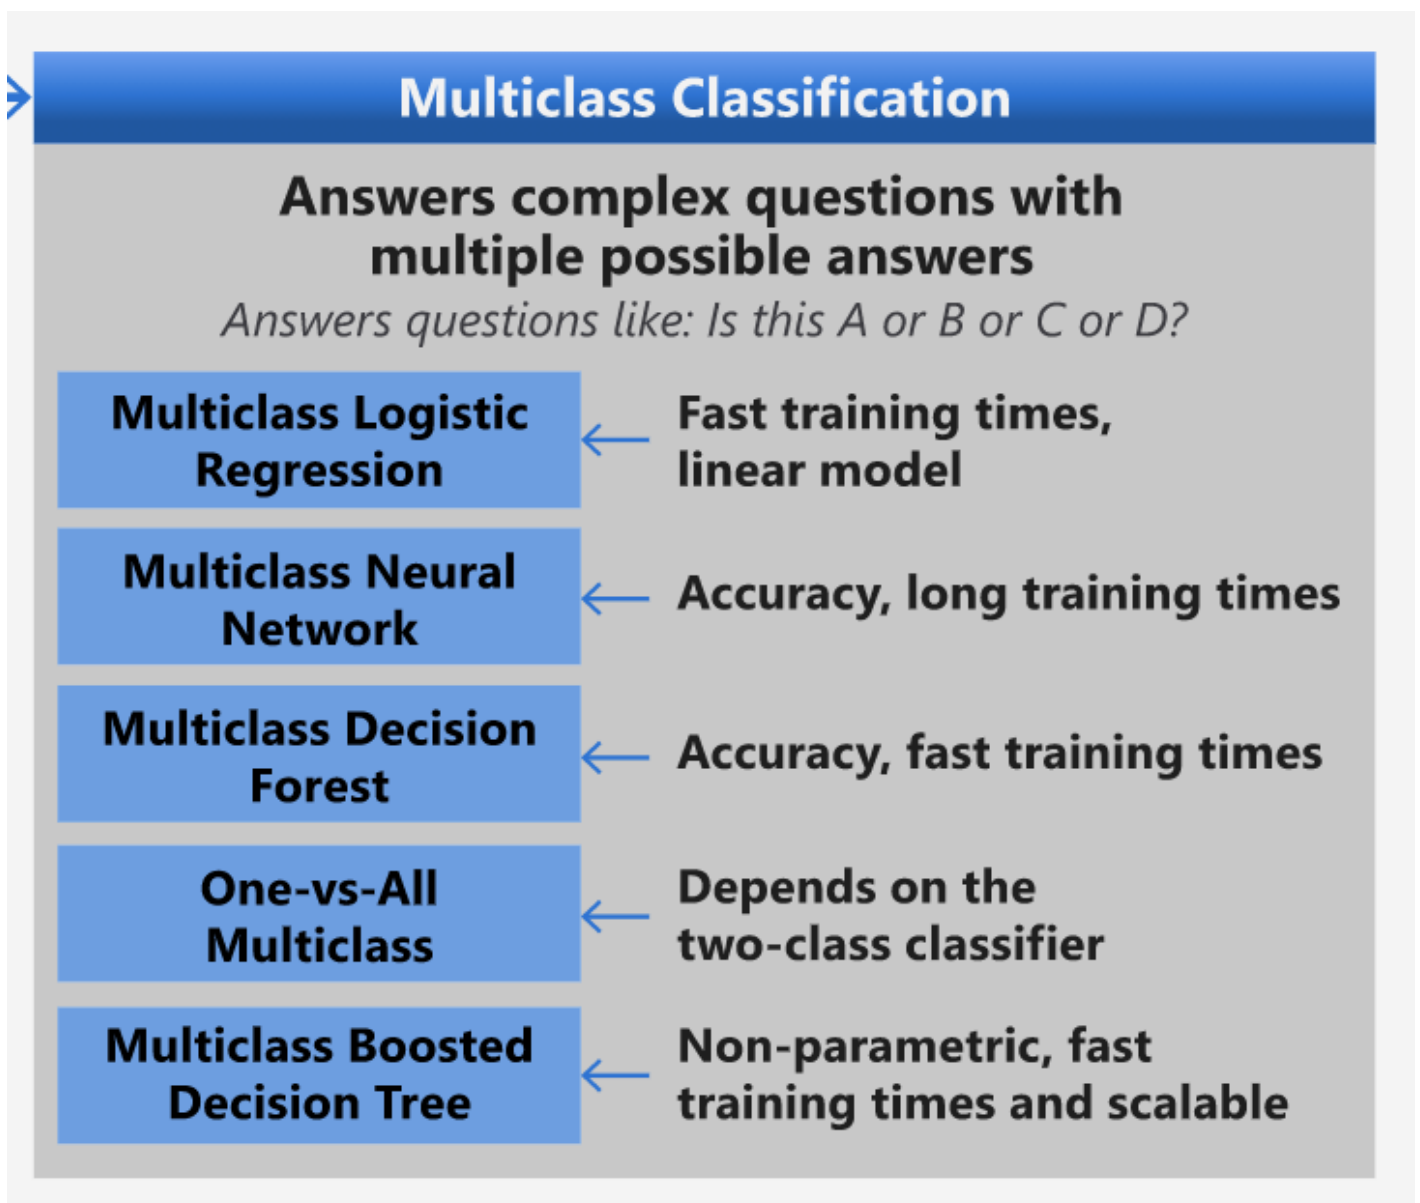 Multiclass Classification
Answers complex questions with
multiple possible answers
Answers questions like: Is this A or B or C or D?
Multiclass Logistic
Regression
Fast training times,
linear model
Multiclass Neural
Network
Accuracy, long training times
Multiclass Decision
Forest
Accuracy, fast training times
One-vs-All
Multiclass
Depends on the
two-class classifier
Multiclass Boosted
Decision Tree
Non-parametric, fast
training times and scalable